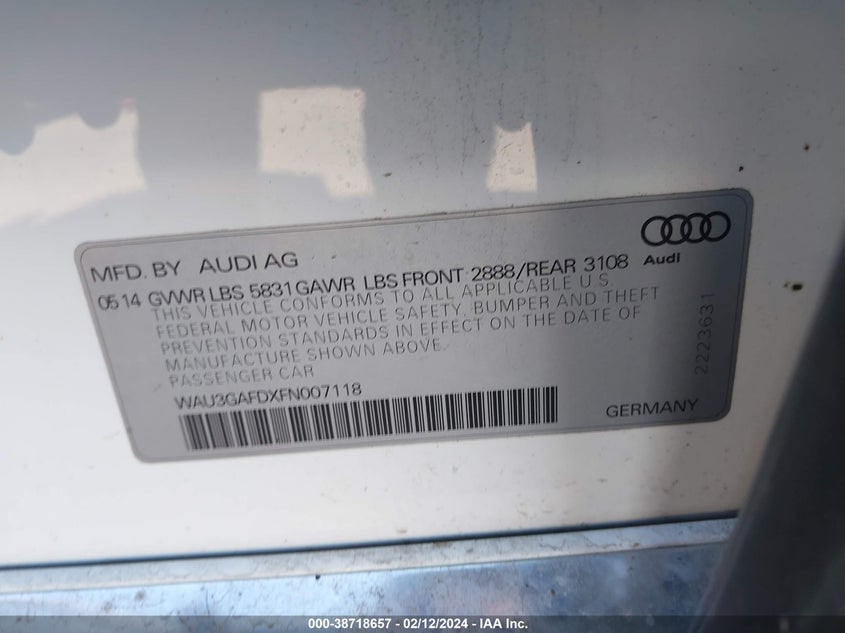 MFD. BY AUDI AG
Audi
05 14 GVWR LBS 5831 GAWR LBS FRONT 2888/REAR 3108
THIS VEHICLE CONFORMS TO ALL APPLICABLE U.S.
FEDERAL MOTOR VEHICLE SAFETY, BUMPER AND THEFT
PREVENTION STANDARDS IN EFFECT ON THE DATE OF
MANUFACTURE SHOWN ABOVE.
PASSENGER CAR
2223631
WAU3GAFDXFN007118
GERMANY
000-38718657 - 02/12/2024 - IAA Inc.